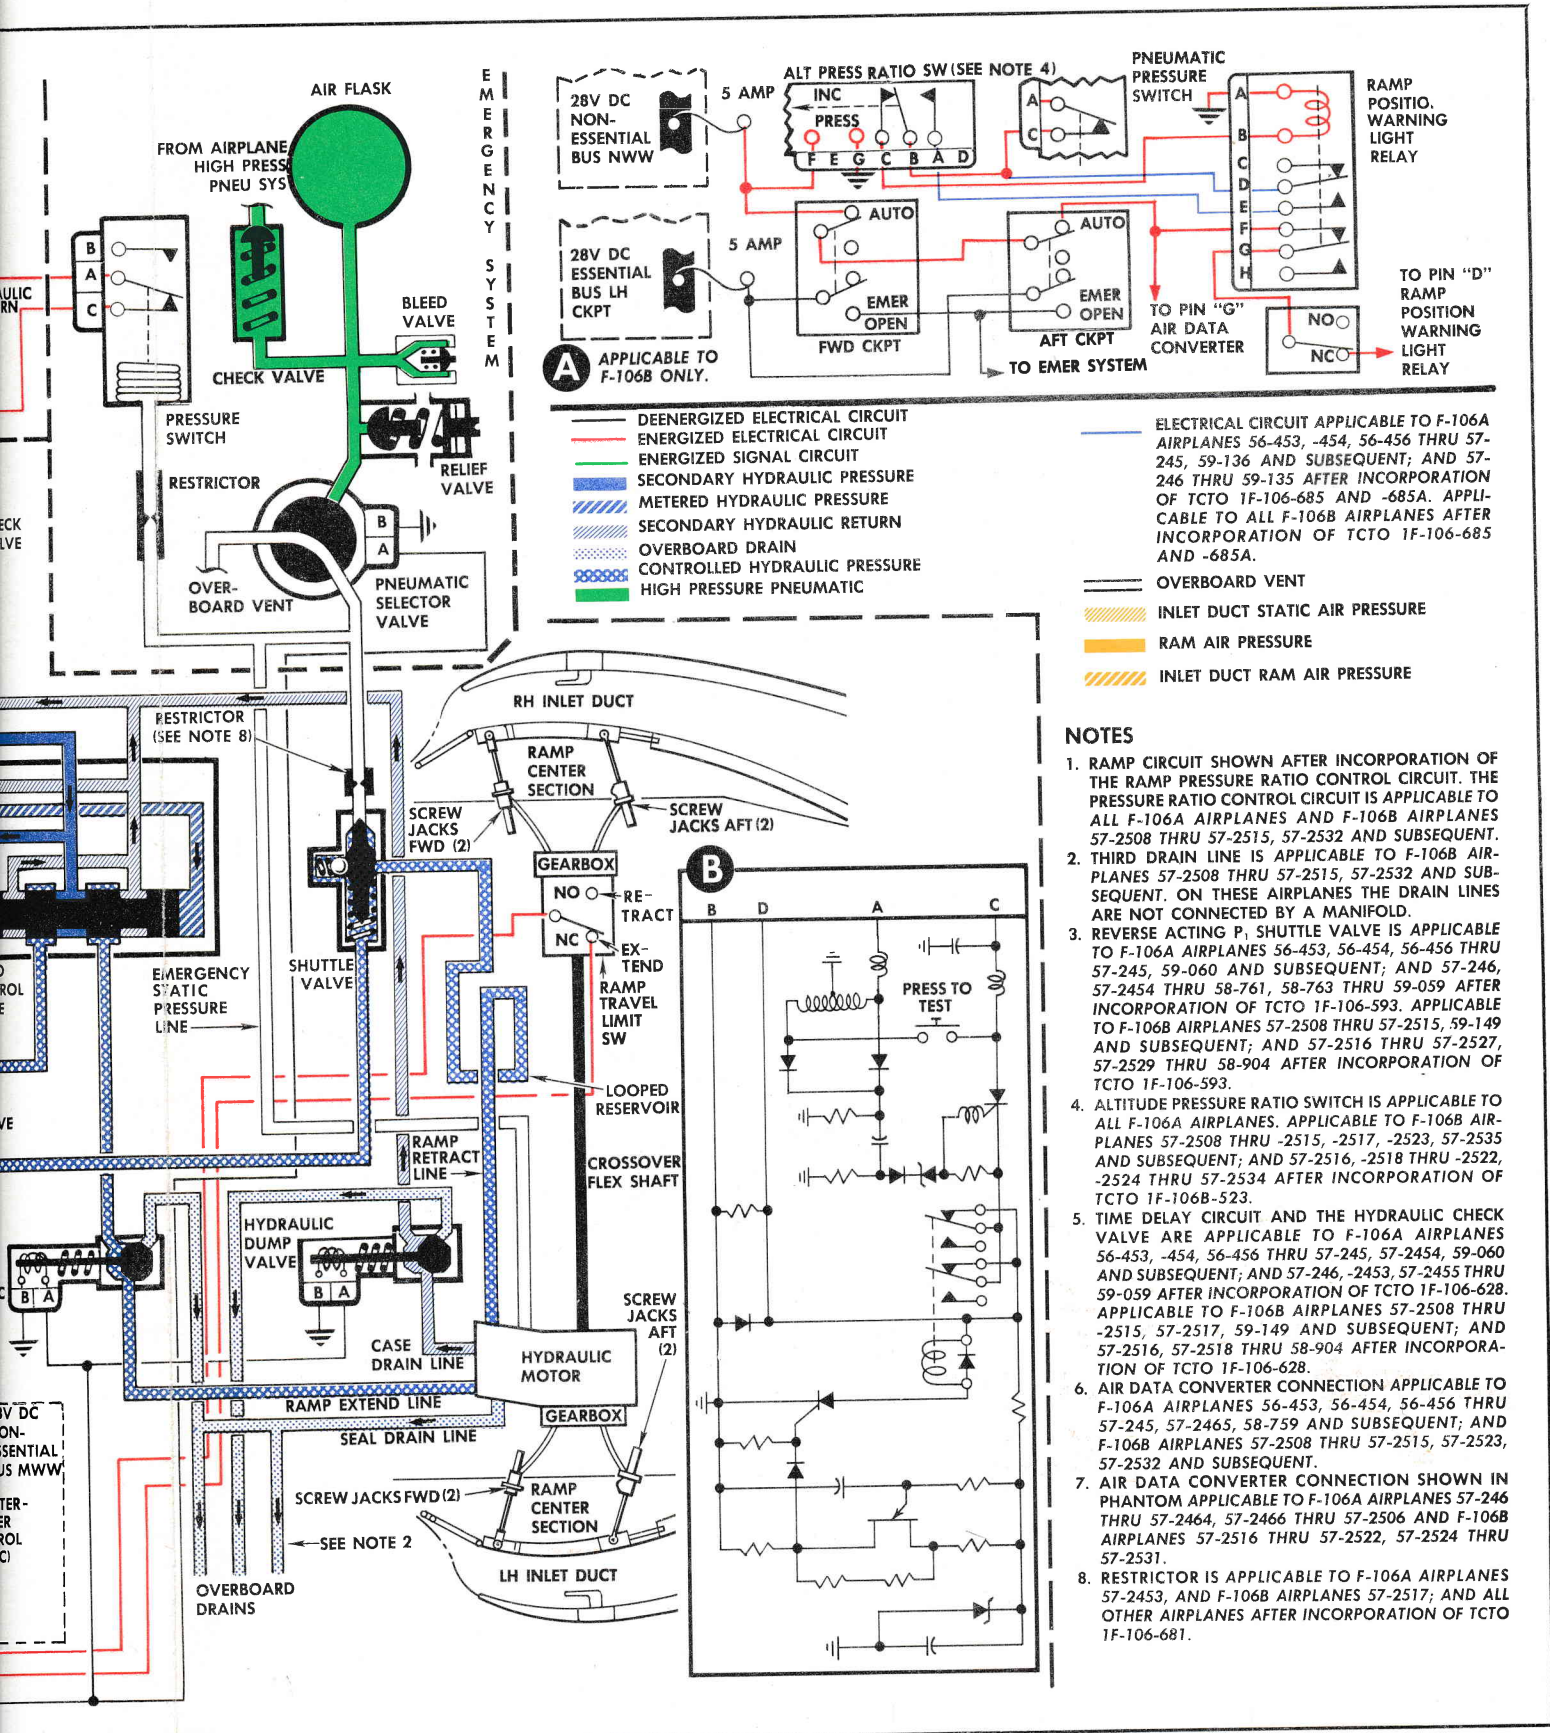 AIR FLASK
FROM AIRPLANE
HIGH PRESS
PNEU SYS
EMERGENCY SYSTEM
BLEED
VALVE
CHECK VALVE
B
A
C
PRESSURE
SWITCH
RESTRICTOR
RELIEF
VALVE
B
A
OVER-
BOARD VENT
PNEUMATIC
SELECTOR
VALVE
28V DC
NON-
ESSENTIAL
BUS NWW
5 AMP
ALT PRESS RATIO SW (SEE NOTE 4)
INC
PRESS
F E G C B A D
PNEUMATIC
PRESSURE
SWITCH
A
C
A
B
C
D
E
F
G
H
RAMP
POSITIO.
WARNING
LIGHT
RELAY
28V DC
ESSENTIAL
BUS LH
CKPT
5 AMP
AUTO
EMER
OPEN
FWD CKPT
AUTO
EMER
OPEN
AFT CKPT
TO EMER SYSTEM
TO PIN "G"
AIR DATA
CONVERTER
NO
NC
TO PIN "D"
RAMP
POSITION
WARNING
LIGHT
RELAY
A
APPLICABLE TO
F-106B ONLY.
DEENERGIZED ELECTRICAL CIRCUIT
ENERGIZED ELECTRICAL CIRCUIT
ENERGIZED SIGNAL CIRCUIT
SECONDARY HYDRAULIC PRESSURE
METERED HYDRAULIC PRESSURE
SECONDARY HYDRAULIC RETURN
OVERBOARD DRAIN
CONTROLLED HYDRAULIC PRESSURE
HIGH PRESSURE PNEUMATIC
ELECTRICAL CIRCUIT APPLICABLE TO F-106A
AIRPLANES 56-453, -454, 56-456 THRU 57-
245, 59-136 AND SUBSEQUENT; AND 57-
246 THRU 59-135 AFTER INCORPORATION
OF TCTO 1F-106-685 AND -685A. APPLI-
CABLE TO ALL F-106B AIRPLANES AFTER
INCORPORATION OF TCTO 1F-106-685
AND -685A.
OVERBOARD VENT
INLET DUCT STATIC AIR PRESSURE
RAM AIR PRESSURE
INLET DUCT RAM AIR PRESSURE
RESTRICTOR
(SEE NOTE 8)
RH INLET DUCT
RAMP
CENTER
SECTION
SCREW
JACKS
FWD (2)
SCREW
JACKS AFT (2)
GEARBOX
NO
RE-
TRACT
NC
EX-
TEND
RAMP
TRAVEL
LIMIT
SW
EMERGENCY
STATIC
PRESSURE
LINE
SHUTTLE
VALVE
LOOPED
RESERVOIR
RAMP
RETRACT
LINE
CROSSOVER
FLEX SHAFT
HYDRAULIC
DUMP
VALVE
B A
B A
CASE
DRAIN LINE
HYDRAULIC
MOTOR
SCREW
JACKS
AFT
(2)
RAMP EXTEND LINE
GEARBOX
SEAL DRAIN LINE
SCREW JACKS FWD (2)
RAMP
CENTER
SECTION
SEE NOTE 2
LH INLET DUCT
OVERBOARD
DRAINS
B
B D A C
PRESS TO
TEST
NOTES
1. RAMP CIRCUIT SHOWN AFTER INCORPORATION OF
THE RAMP PRESSURE RATIO CONTROL CIRCUIT. THE
PRESSURE RATIO CONTROL CIRCUIT IS APPLICABLE TO
ALL F-106A AIRPLANES AND F-106B AIRPLANES
57-2508 THRU 57-2515, 57-2532 AND SUBSEQUENT.
2. THIRD DRAIN LINE IS APPLICABLE TO F-106B AIR-
PLANES 57-2508 THRU 57-2515, 57-2532 AND SUB-
SEQUENT. ON THESE AIRPLANES THE DRAIN LINES
ARE NOT CONNECTED BY A MANIFOLD.
3. REVERSE ACTING P₁ SHUTTLE VALVE IS APPLICABLE
TO F-106A AIRPLANES 56-453, 56-454, 56-456 THRU
57-245, 59-060 AND SUBSEQUENT; AND 57-246,
57-2454 THRU 58-761, 58-763 THRU 59-059 AFTER
INCORPORATION OF TCTO 1F-106-593. APPLICABLE
TO F-106B AIRPLANES 57-2508 THRU 57-2515, 59-149
AND SUBSEQUENT; AND 57-2516 THRU 57-2527,
57-2529 THRU 58-904 AFTER INCORPORATION OF
TCTO 1F-106-593.
4. ALTITUDE PRESSURE RATIO SWITCH IS APPLICABLE TO
ALL F-106A AIRPLANES. APPLICABLE TO F-106B AIR-
PLANES 57-2508 THRU -2515, -2517, -2523, 57-2535
AND SUBSEQUENT; AND 57-2516, -2518 THRU -2522,
-2524 THRU 57-2534 AFTER INCORPORATION OF
TCTO 1F-106B-523.
5. TIME DELAY CIRCUIT AND THE HYDRAULIC CHECK
VALVE ARE APPLICABLE TO F-106A AIRPLANES
56-453, -454, 56-456 THRU 57-245, 57-2454, 59-060
AND SUBSEQUENT; AND 57-246, -2453, 57-2455 THRU
59-059 AFTER INCORPORATION OF TCTO 1F-106-628.
APPLICABLE TO F-106B AIRPLANES 57-2508 THRU
-2515, 57-2517, 59-149 AND SUBSEQUENT; AND
57-2516, 57-2518 THRU 58-904 AFTER INCORPORA-
TION OF TCTO 1F-106-628.
6. AIR DATA CONVERTER CONNECTION APPLICABLE TO
F-106A AIRPLANES 56-453, 56-454, 56-456 THRU
57-245, 57-2465, 58-759 AND SUBSEQUENT; AND
F-106B AIRPLANES 57-2508 THRU 57-2515, 57-2523,
57-2532 AND SUBSEQUENT.
7. AIR DATA CONVERTER CONNECTION SHOWN IN
PHANTOM APPLICABLE TO F-106A AIRPLANES 57-246
THRU 57-2464, 57-2466 THRU 57-2506 AND F-106B
AIRPLANES 57-2516 THRU 57-2522, 57-2524 THRU
57-2531.
8. RESTRICTOR IS APPLICABLE TO F-106A AIRPLANES
57-2453, AND F-106B AIRPLANES 57-2517; AND ALL
OTHER AIRPLANES AFTER INCORPORATION OF TCTO
1F-106-681.